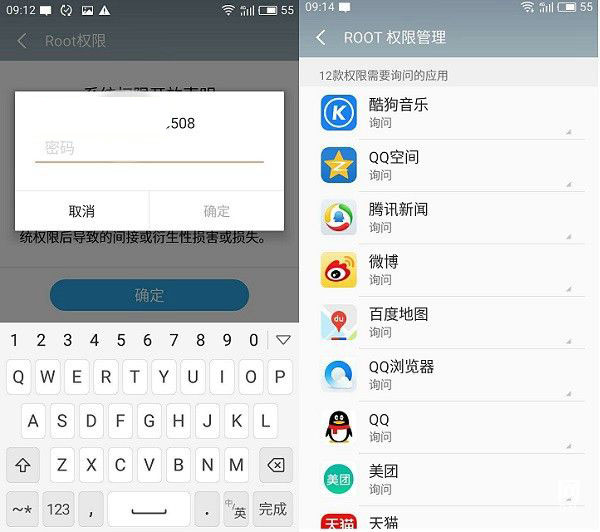 09:12
55
Root权限
508
密码
取消
确定
统权限后导致的间接或衍生性损害或损失。
确定
1 2 3 4 5 6 7 8 9 0
Q W E R T Y U I O P
A S D F G H J K L
Z X C V B N M
~* 123 , . 中/英 完成
09:14
4G
55
ROOT 权限管理
12款权限需要询问的应用
K
酷狗音乐
询问
QQ空间
询问
腾讯新闻
询问
微博
询问
du
百度地图
询问
QQ浏览器
询问
QQ
询问
美团
美团
询问
天猫
天猫